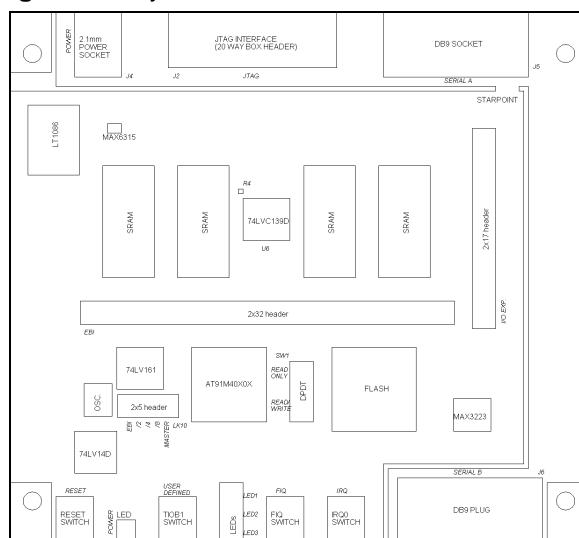 POWER
2.1mm
POWER
SOCKET
J4
JTAG INTERFACE
(20 WAY BOX HEADER)
J2
JTAG
DB9 SOCKET
J5
SERIAL A
STARPOINT
LT1086
MAX6315
SRAM
SRAM
R4
74LVC139D
U6
SRAM
SRAM
2x17 header
I/O EXP.
2x32 header
EBI
74LV161
OSC.
2x5 header
EBI
/2
/4
/8
MASTER
LK10
74LV14D
AT91M40X0X
SW1
READ
ONLY
READ/
WRITE
DPDT
FLASH
MAX3223
SERIAL B
J6
DB9 PLUG
RESET
RESET
SWITCH
POWER
LED
USER
DEFINED
TIOB1
SWITCH
LEDs
LED1
LED2
LED3
FIQ
FIQ
SWITCH
IRQ
IRQ0
SWITCH